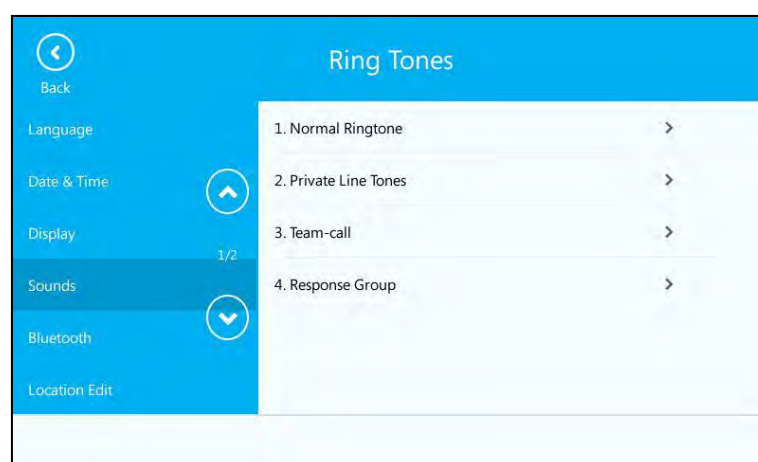 Ring Tones
Back
Language
Date & Time
Display
1/2
Sounds
Bluetooth
Location Edit
1. Normal Ringtone
2. Private Line Tones
3. Team-call
4. Response Group